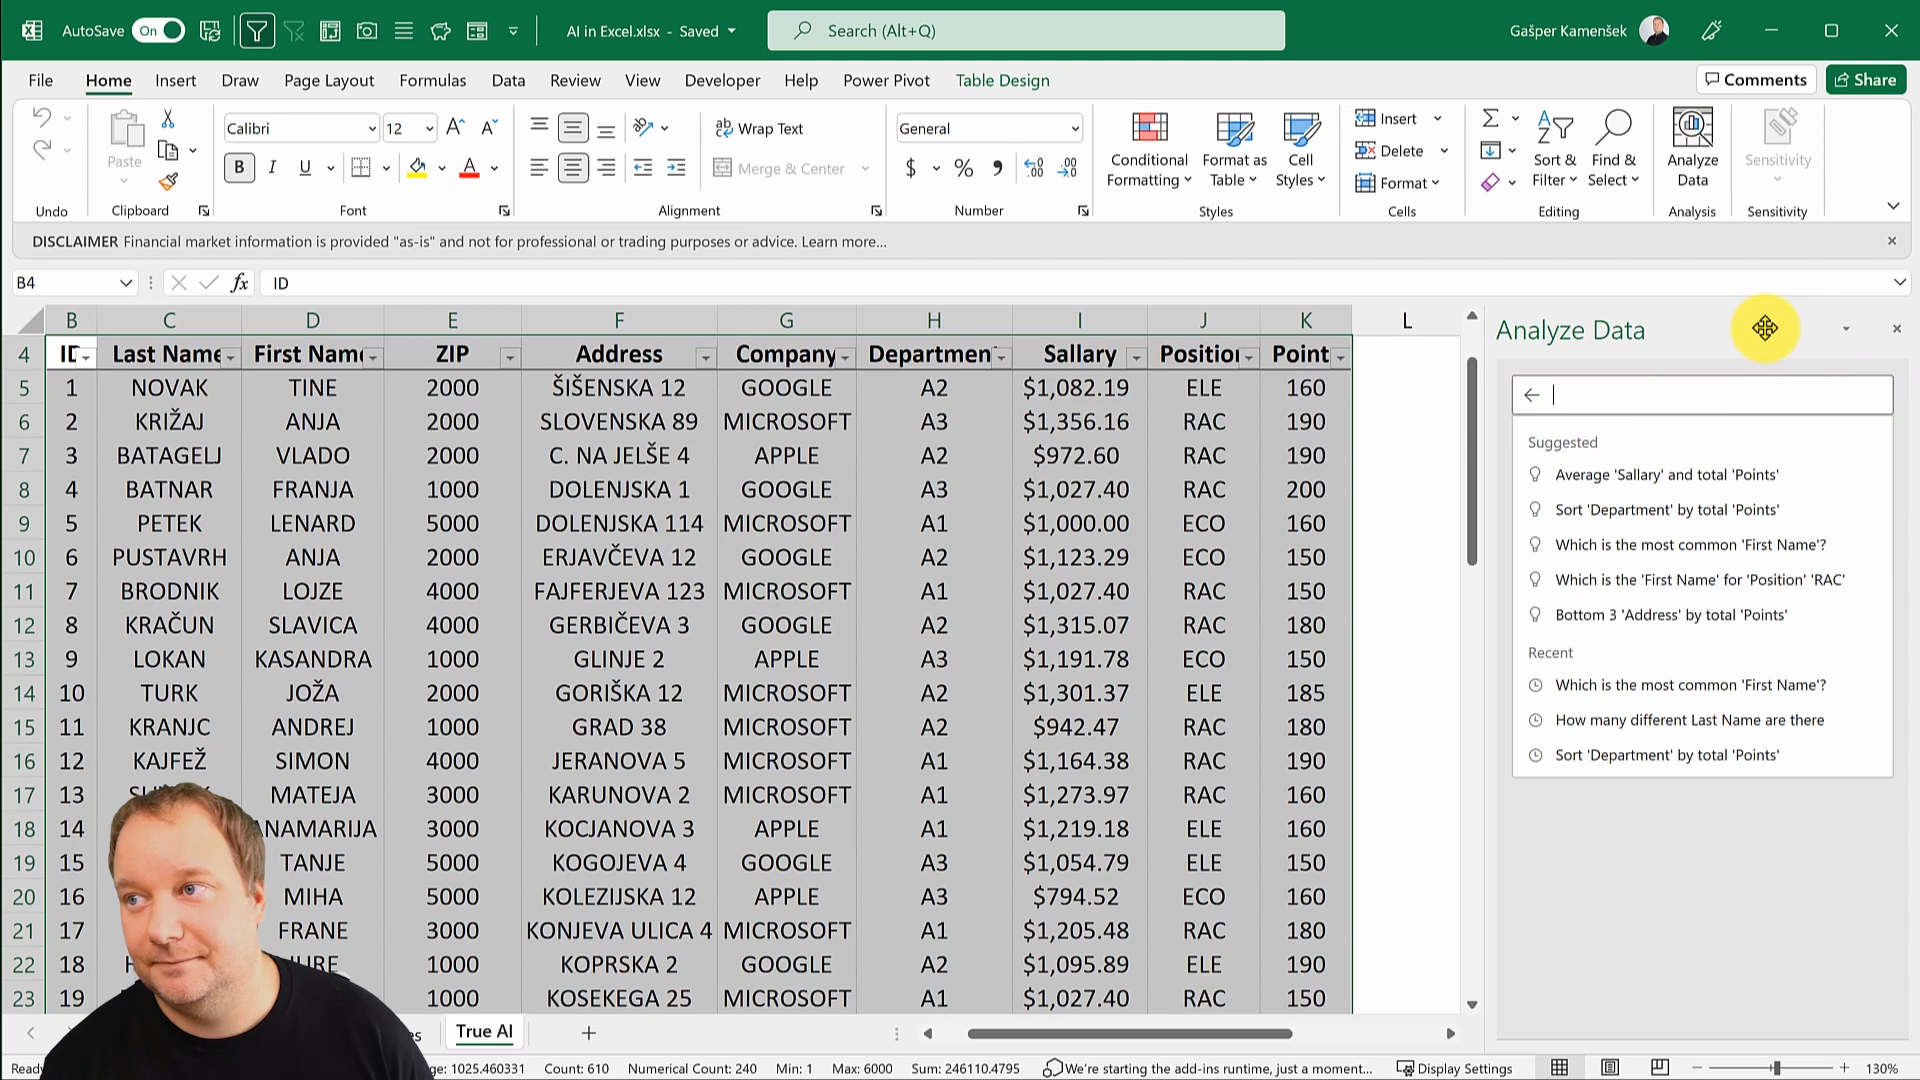 AutoSave On AI in Excel.xlsx - Saved Search (Alt+Q) Gašper Kamenšek
File Home Insert Draw Page Layout Formulas Data Review View Developer Help Power Pivot Table Design Comments Share
Calibri 12 Wrap Text General Insert
Paste B I U Merge & Center $ % Conditional Formatting Format as Table Cell Styles Delete Format Sort & Filter Find & Select Analyze Data Sensitivity
Undo Clipboard Font Alignment Number Styles Cells Editing Analysis Sensitivity
DISCLAIMER Financial market information is provided "as-is" and not for professional or trading purposes or advice. Learn more...
B4 fx ID
B C D E F G H I J K L
4 ID Last Name First Name ZIP Address Company Departmen Sallary Position Point
5 1 NOVAK TINE 2000 ŠIŠENSKA 12 GOOGLE A2 $1,082.19 ELE 160
6 2 KRIŽAJ ANJA 2000 SLOVENSKA 89 MICROSOFT A3 $1,356.16 RAC 190
7 3 BATAGELJ VLADO 2000 C. NA JELŠE 4 APPLE A2 $972.60 RAC 190
8 4 BATNAR FRANJA 1000 DOLENJSKA 1 GOOGLE A3 $1,027.40 RAC 200
9 5 PETEK LENARD 5000 DOLENJSKA 114 MICROSOFT A1 $1,000.00 ECO 160
10 6 PUSTAVRH ANJA 2000 ERJAVČEVA 12 GOOGLE A2 $1,123.29 ECO 150
11 7 BRODNIK LOJZE 4000 FAJFERJEVA 123 MICROSOFT A1 $1,027.40 RAC 150
12 8 KRAČUN SLAVICA 4000 GERBIČEVA 3 GOOGLE A2 $1,315.07 RAC 180
13 9 LOKAN KASANDRA 1000 GLINJE 2 APPLE A3 $1,191.78 ECO 150
14 10 TURK JOŽA 2000 GORIŠKA 12 MICROSOFT A2 $1,301.37 ELE 185
15 11 KRANJC ANDREJ 1000 GRAD 38 MICROSOFT A2 $942.47 RAC 180
16 12 KAJFEŽ SIMON 4000 JERANOVA 5 MICROSOFT A1 $1,164.38 RAC 190
17 13 MATEJA 3000 KARUNOVA 2 MICROSOFT A1 $1,273.97 RAC 160
18 14 ANAMARIJA 3000 KOCJANOVA 3 APPLE A1 $1,219.18 ELE 160
19 15 TANJE 5000 KOGOJEVA 4 GOOGLE A3 $1,054.79 ELE 150
20 16 MIHA 5000 KOLEZIJSKA 12 APPLE A3 $794.52 ECO 160
21 17 FRANE 3000 KONJEVA ULICA 4 MICROSOFT A1 $1,205.48 RAC 180
22 18 JURE 1000 KOPRSKA 2 GOOGLE A2 $1,095.89 ELE 190
23 19 1000 KOSEKEGA 25 MICROSOFT A1 $1,027.40 RAC 150
Analyze Data
Suggested
Average 'Sallary' and total 'Points'
Sort 'Department' by total 'Points'
Which is the most common 'First Name'?
Which is the 'First Name' for 'Position' 'RAC'
Bottom 3 'Address' by total 'Points'
Recent
Which is the most common 'First Name'?
How many different Last Name are there
Sort 'Department' by total 'Points'
True AI
Ready 1025.460331 Count: 610 Numerical Count: 240 Min: 1 Max: 6000 Sum: 246110.4795 We're starting the add-ins runtime, just a moment... Display Settings 130%